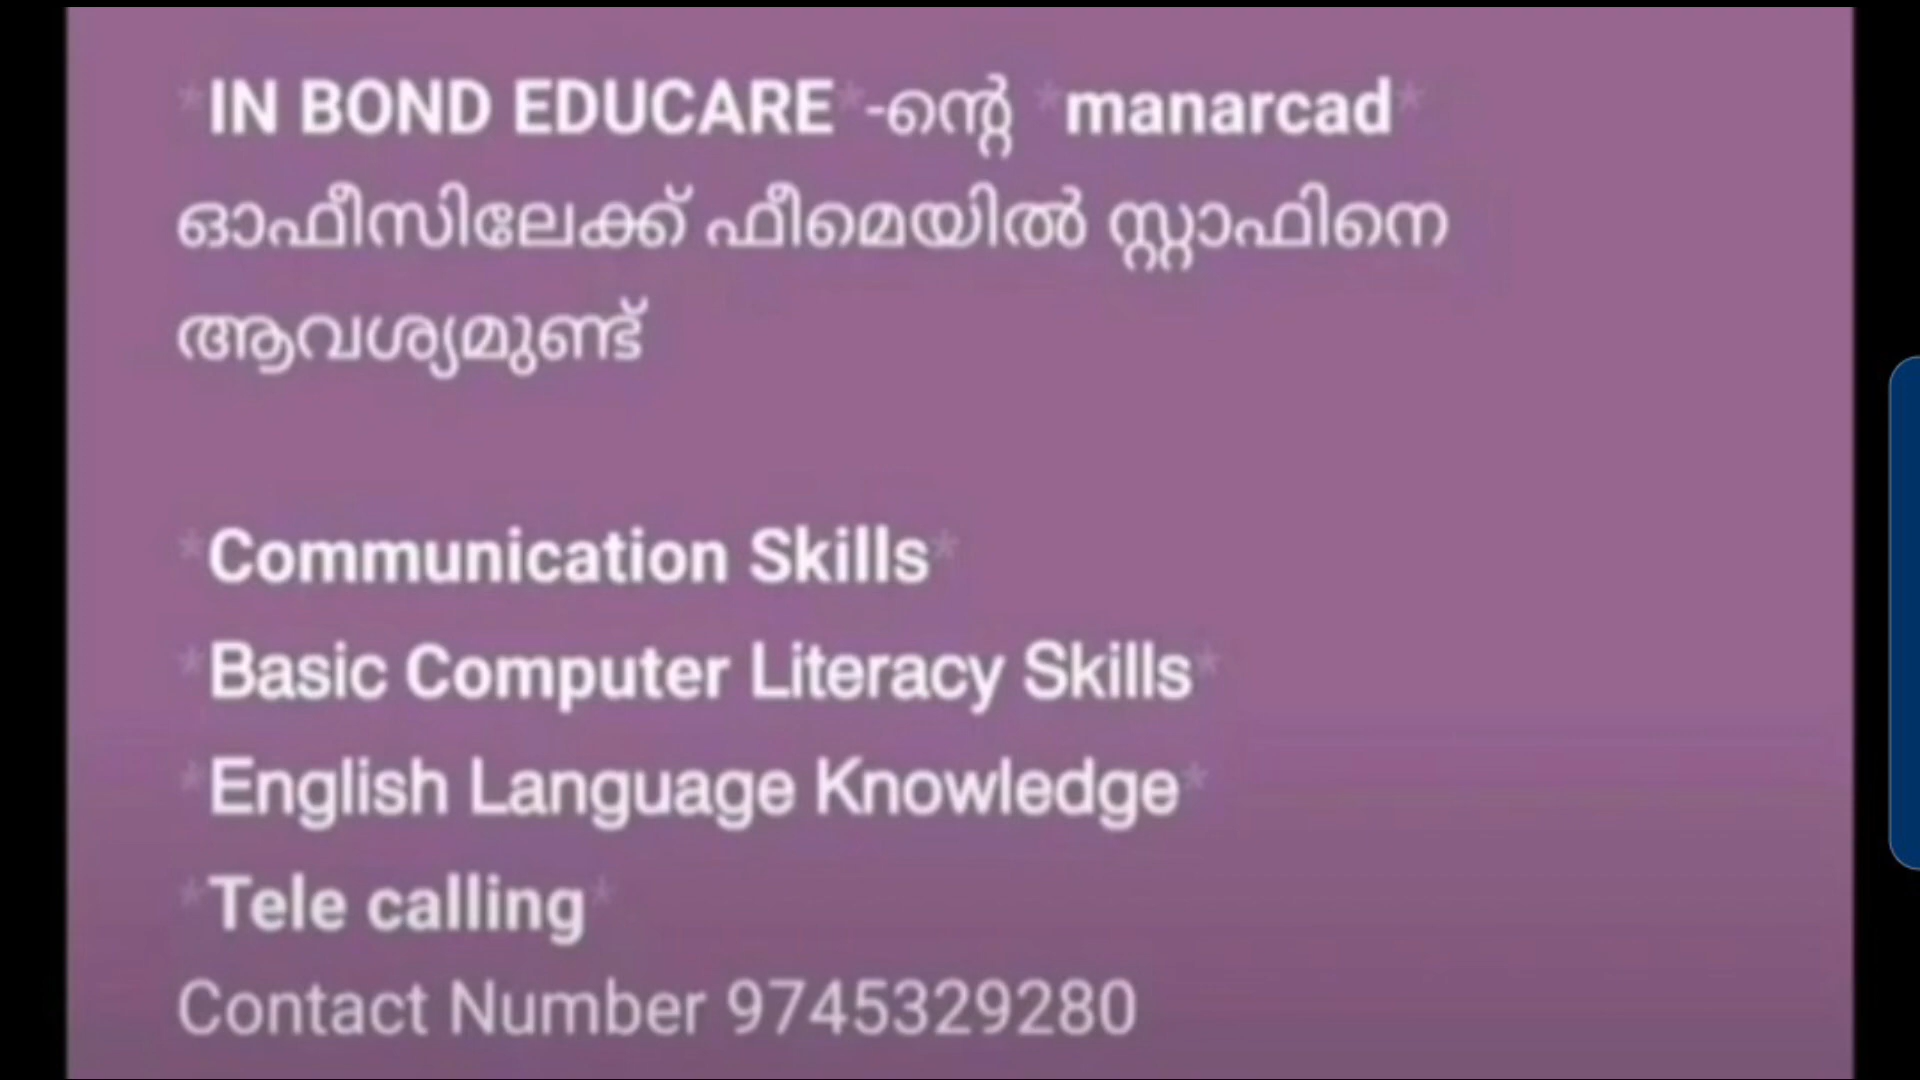 *IN BOND EDUCARE* -ന്റെ *manarcad*
ഓഫീസിലേക്ക് ഫീമെയിൽ സ്റ്റാഫിനെ
ആവശ്യമുണ്ട്
*Communication Skills*
*Basic Computer Literacy Skills*
*English Language Knowledge*
*Tele calling*
Contact Number 9745329280